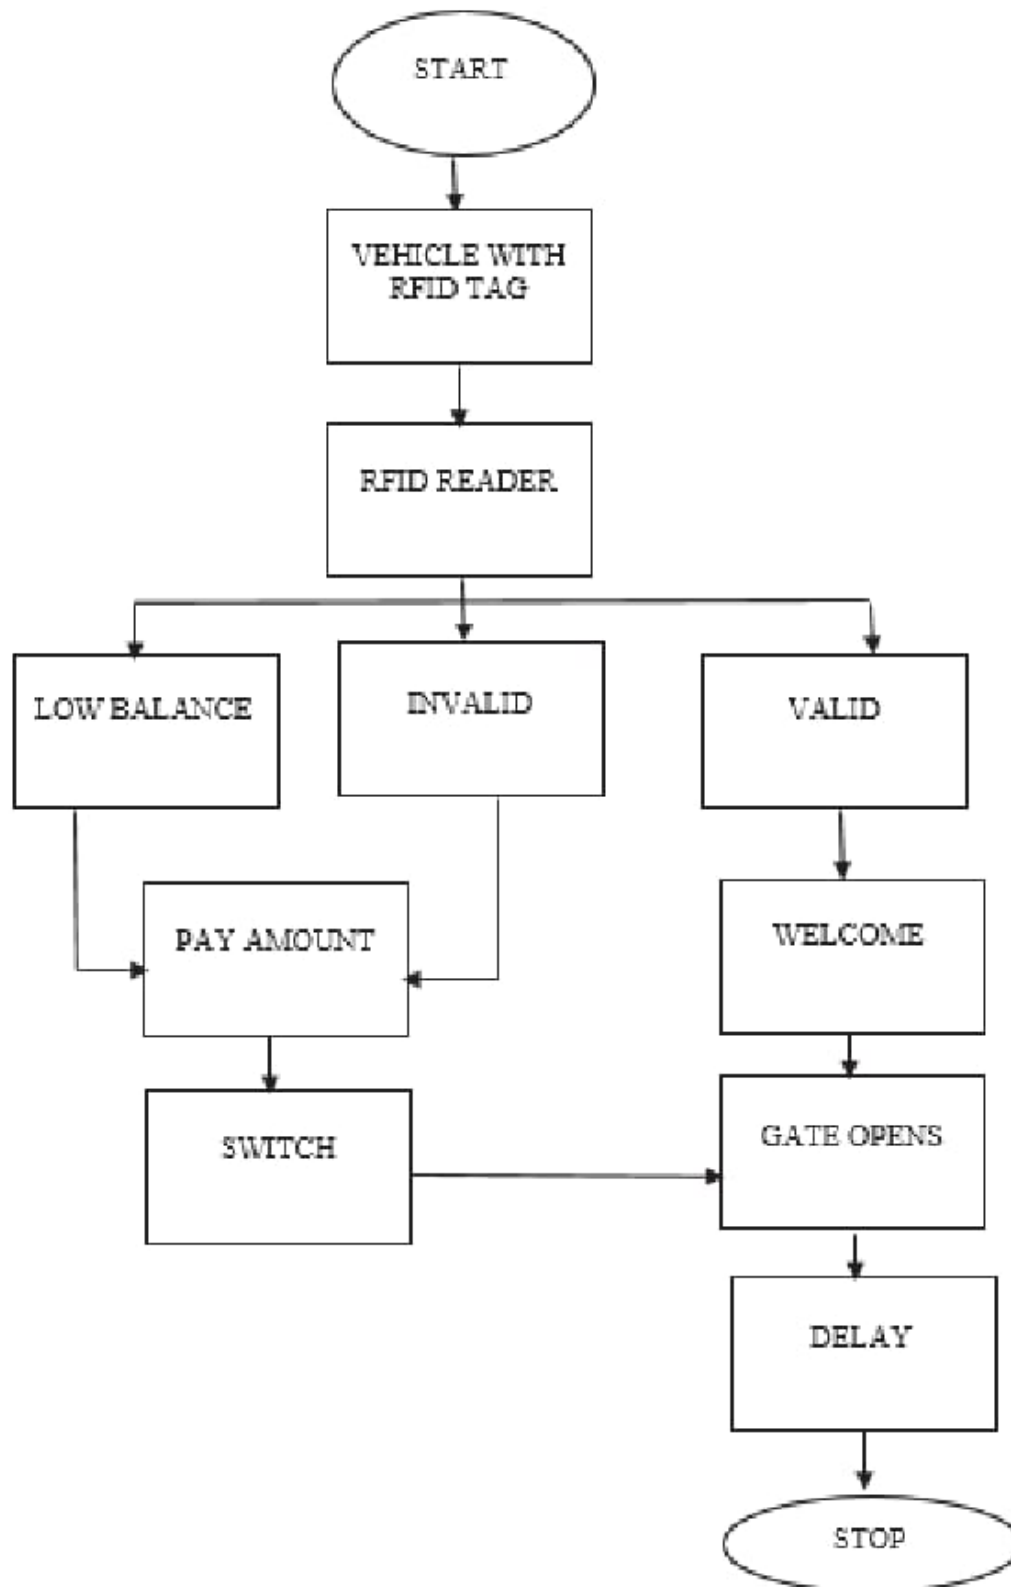 START
VEHICLE WITH
RFID TAG
RFID READER
LOW BALANCE
INVALID
VALID
PAY AMOUNT
WELCOME
SWITCH
GATE OPENS
DELAY
STOP